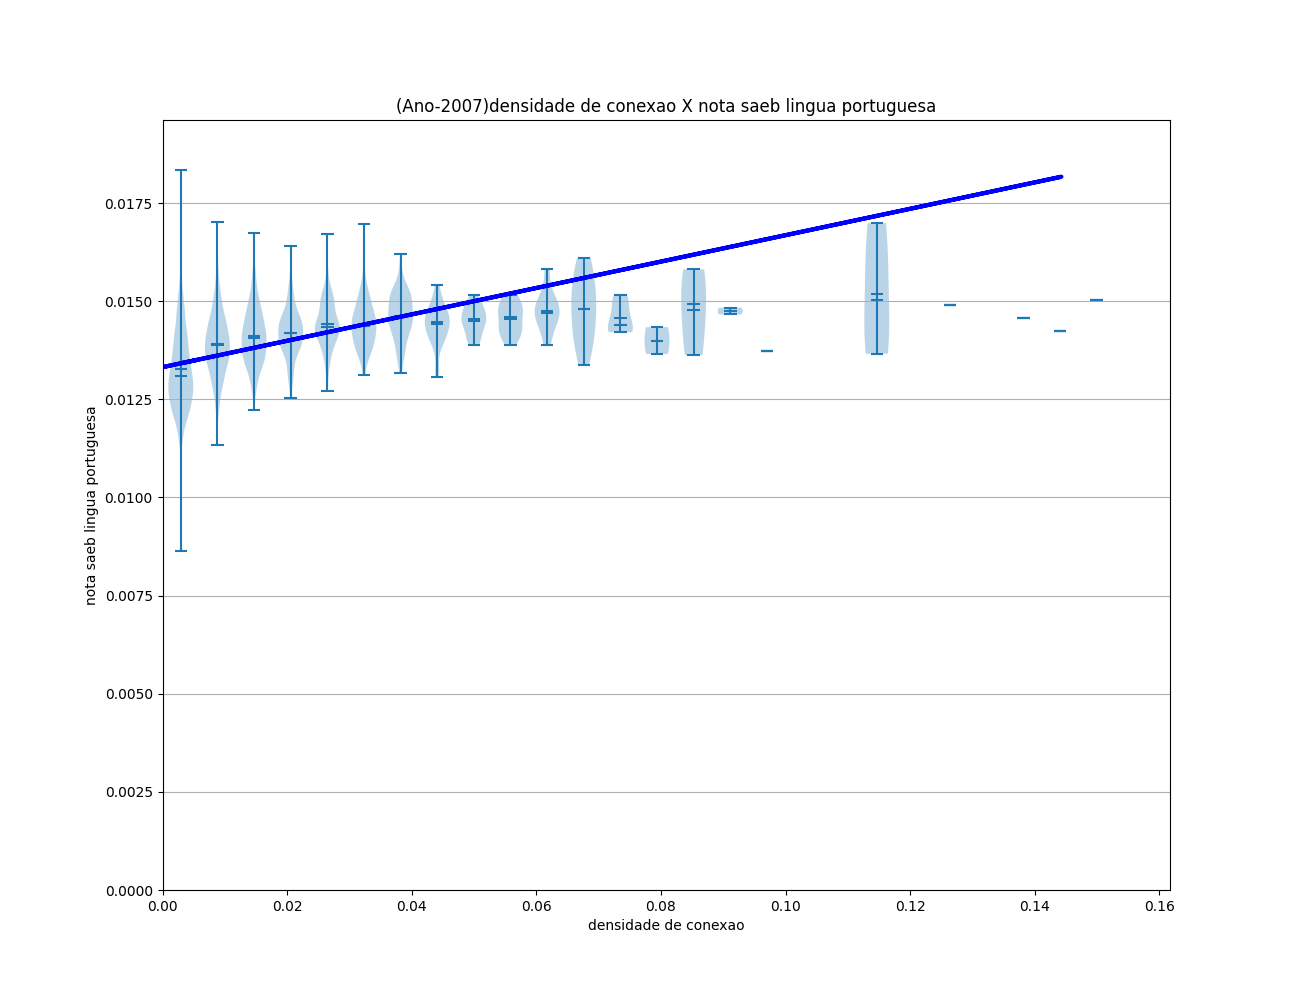 (Ano-2007)densidade de conexao X nota saeb lingua portuguesa
nota saeb lingua portuguesa
0.0175
0.0150
0.0125
0.0100
0.0075
0.0050
0.0025
0.0000
0.00 0.02 0.04 0.06 0.08 0.10 0.12 0.14 0.16
densidade de conexao